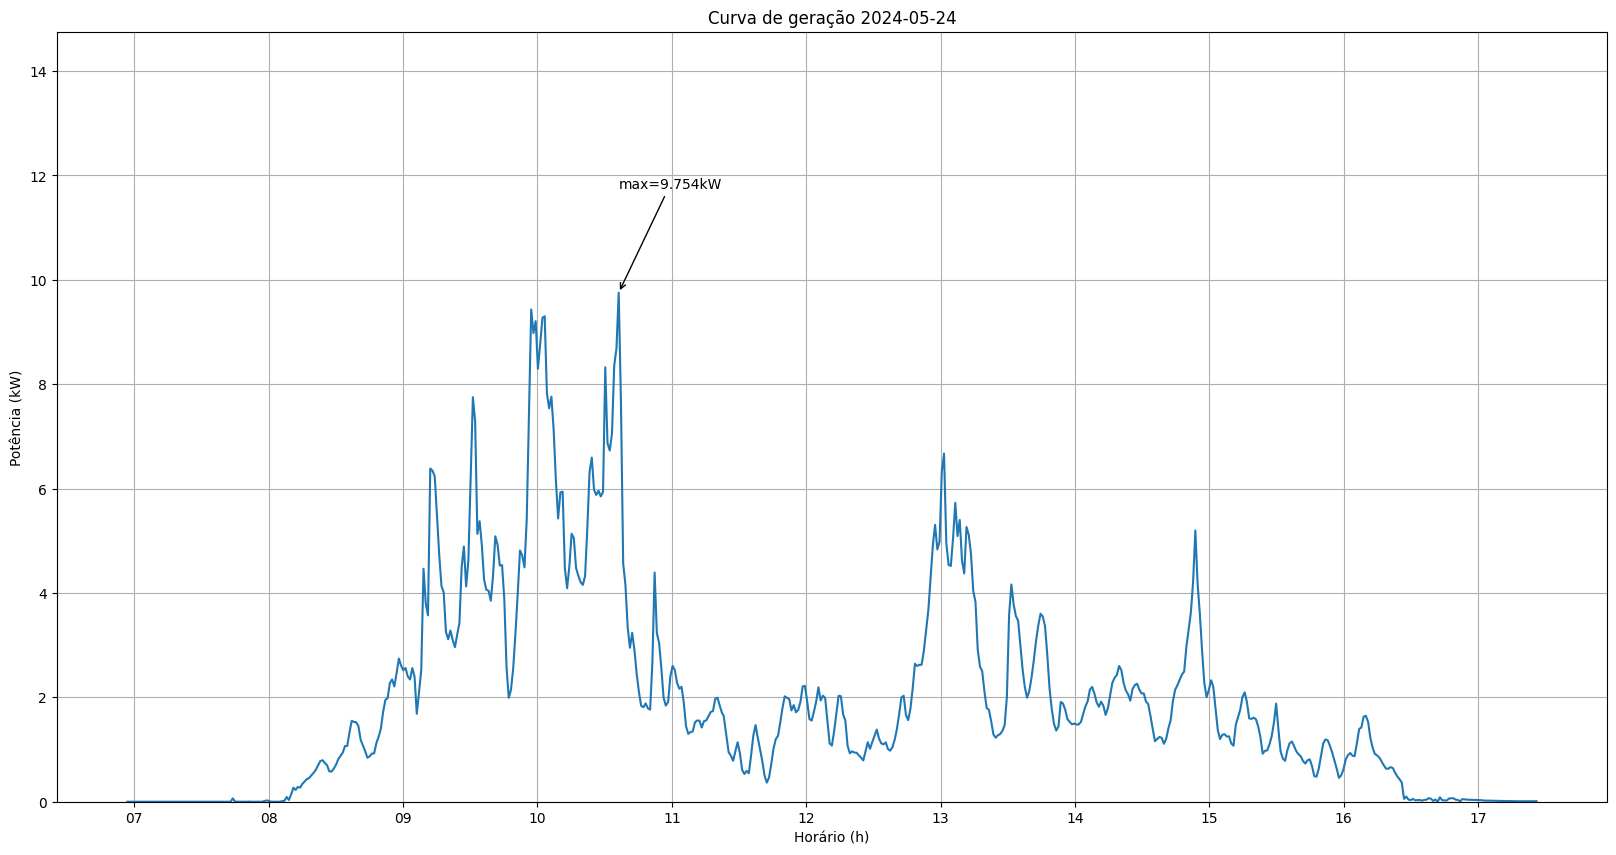 Curva de geração 2024-05-24
14
12
10
8
6
4
2
0
Potência (kW)
max=9.754kW
07 08 09 10 11 12 13 14 15 16 17
Horário (h)